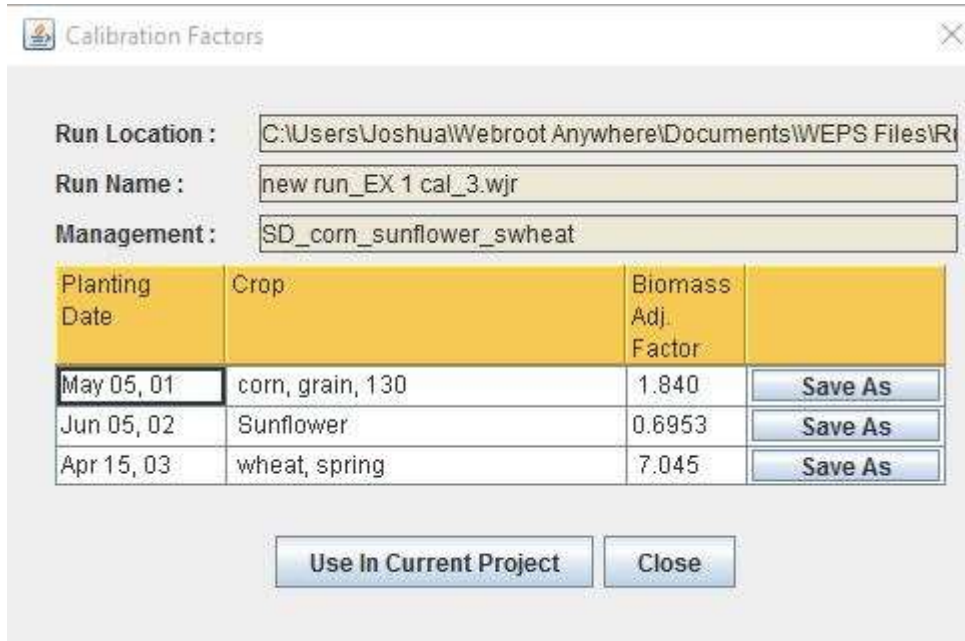 Calibration Factors
Run Location : C:\Users\Joshua\Webroot Anywhere\Documents\WEPS Files\R
Run Name : new run_EX 1 cal_3.wjr
Management : SD_corn_sunflower_swheat
Planting Date Crop Biomass Adj. Factor
May 05, 01 corn, grain, 130 1.840 Save As
Jun 05, 02 Sunflower 0.6953 Save As
Apr 15, 03 wheat, spring 7.045 Save As
Use In Current Project Close